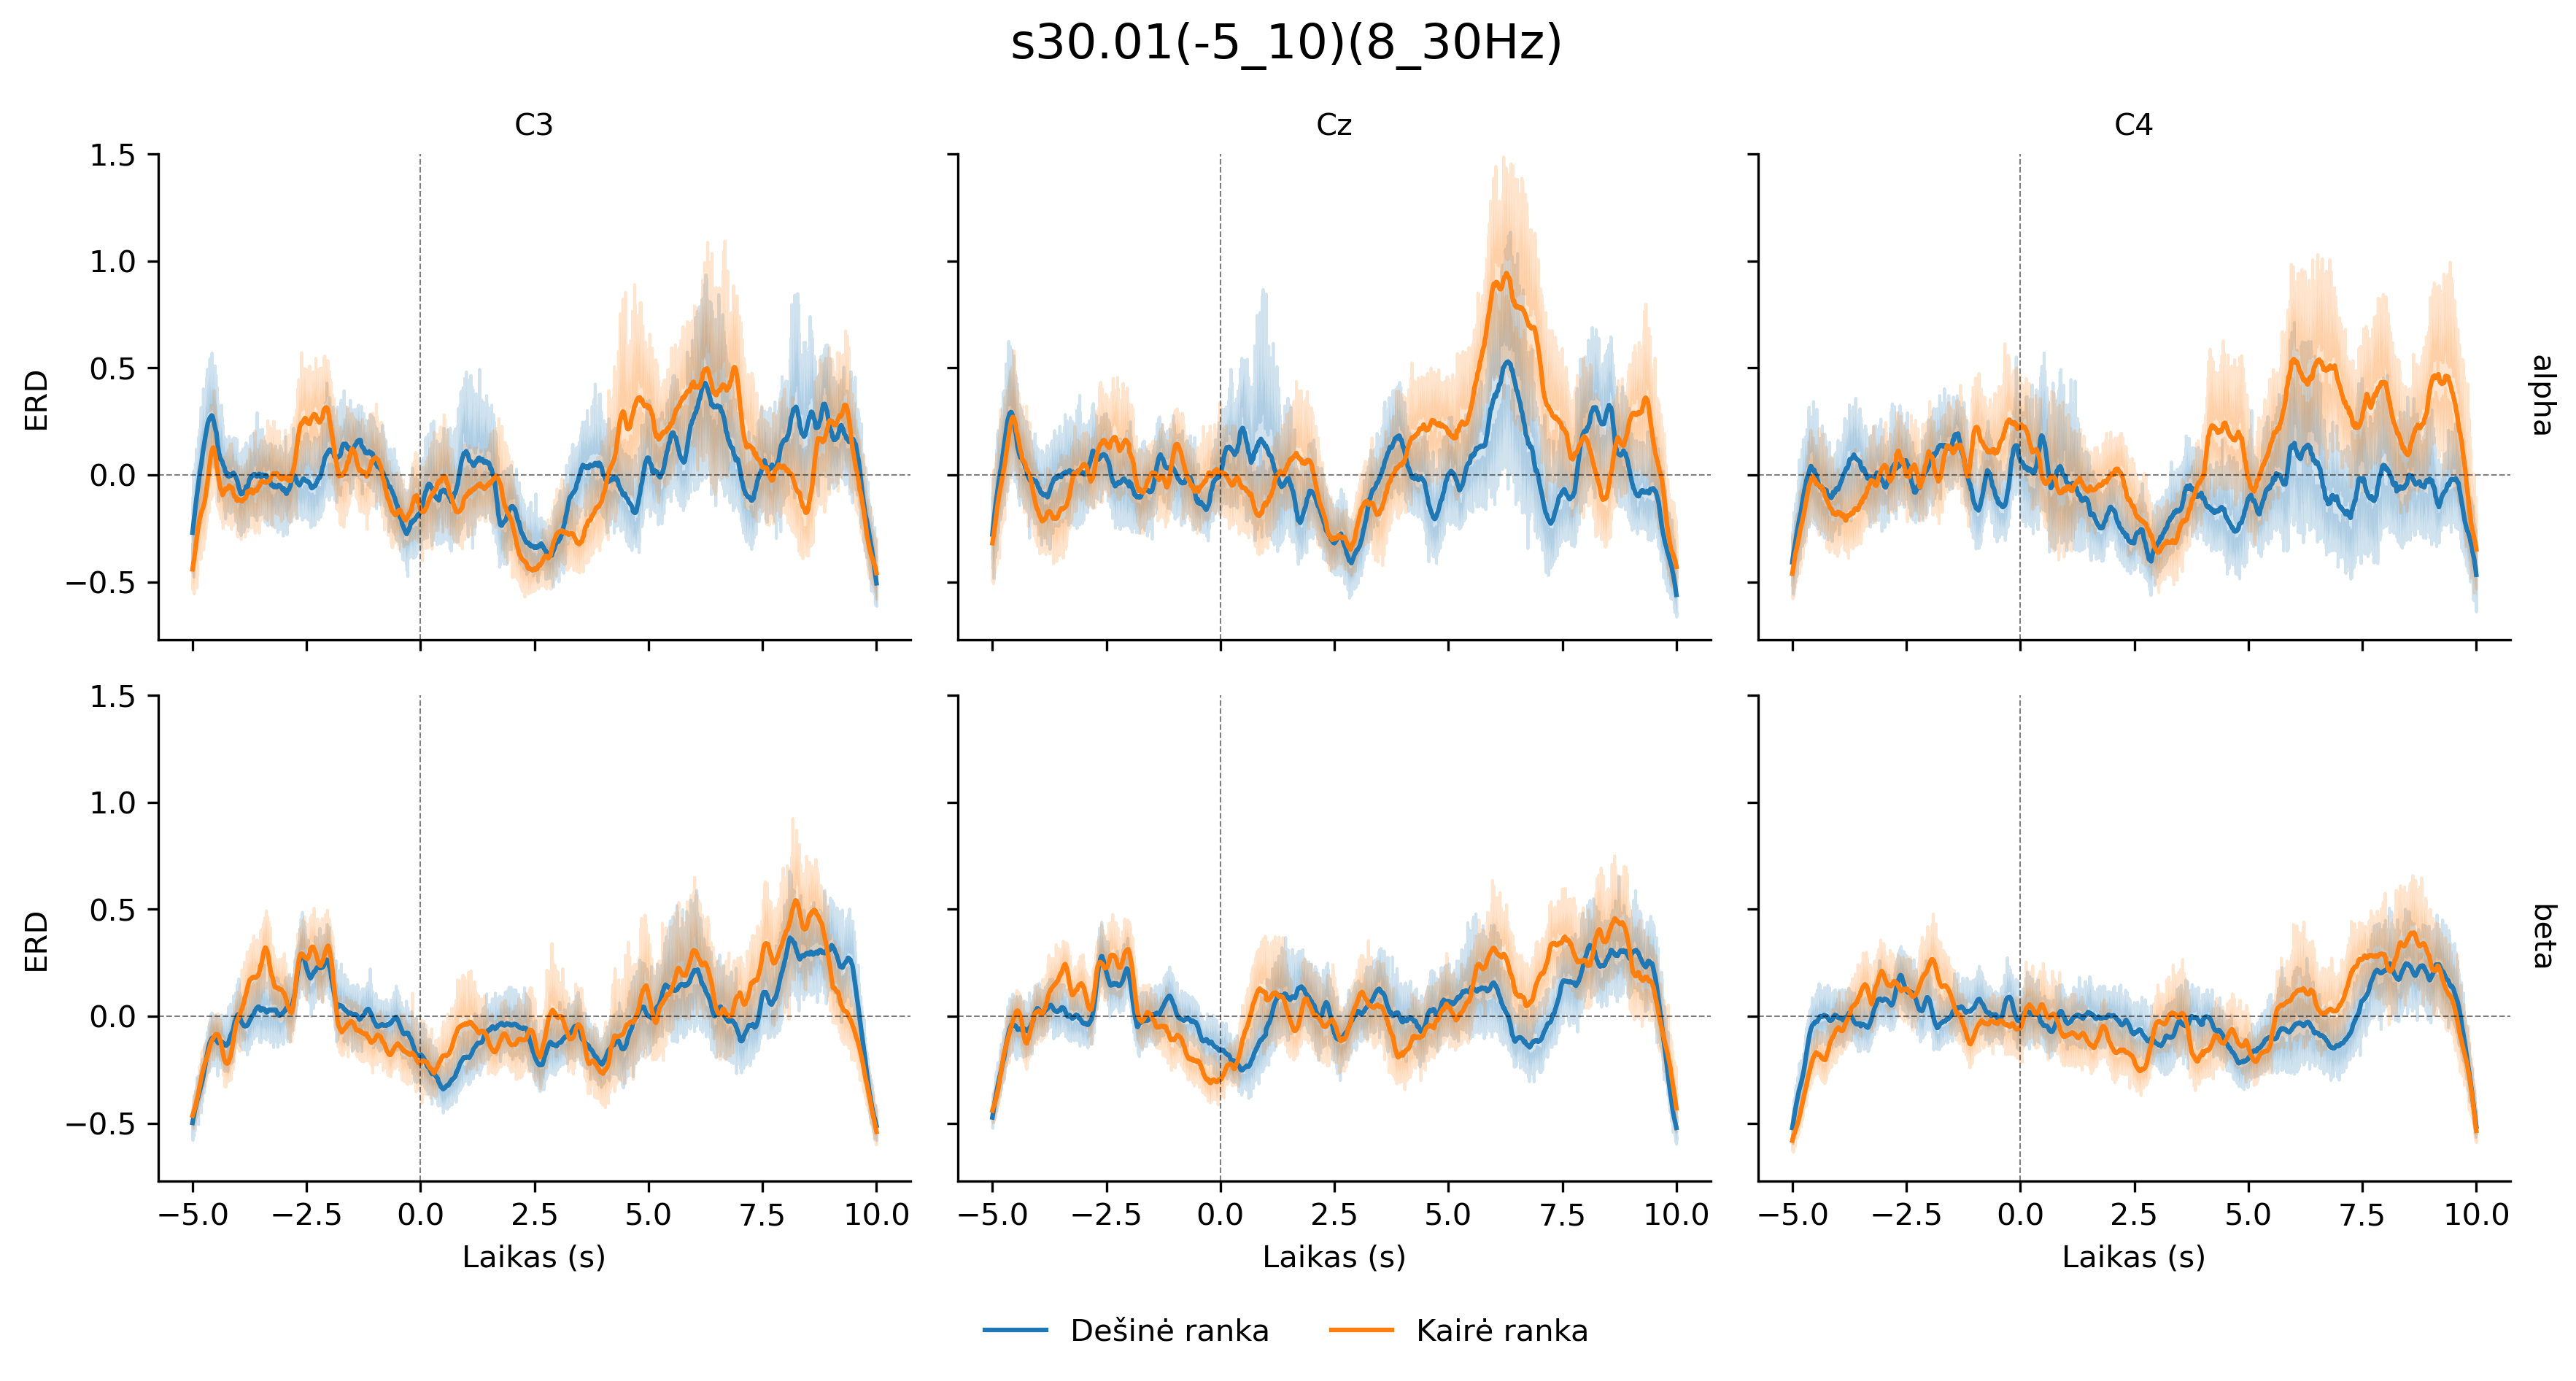 s30.01(-5_10)(8_30Hz)
C3 Cz C4
1.5
1.0
0.5
0.0
−0.5
ERD
alpha
1.5
1.0
0.5
0.0
−0.5
ERD
beta
−5.0 −2.5 0.0 2.5 5.0 7.5 10.0 −5.0 −2.5 0.0 2.5 5.0 7.5 10.0 −5.0 −2.5 0.0 2.5 5.0 7.5 10.0
Laikas (s) Laikas (s) Laikas (s)
Dešinė ranka Kairė ranka